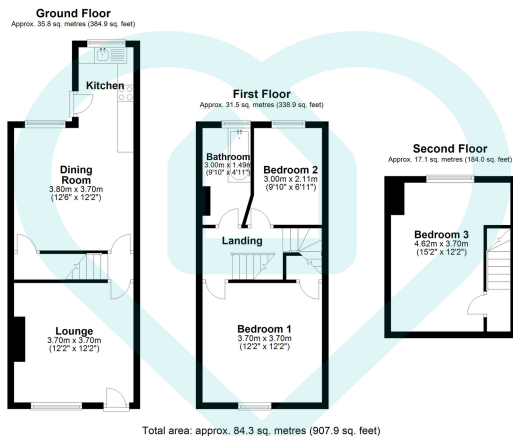 Ground Floor
Approx. 35.8 sq. metres (384.9 sq. feet)
Kitchen
Dining
Room
3.80m x 3.70m
(12'6" x 12'2")
Lounge
3.70m x 3.70m
(12'2" x 12'2")
First Floor
Approx. 31.5 sq. metres (338.9 sq. feet)
Bathroom
3.00m x 1.49m
(9'10" x 4'11")
Bedroom 2
3.00m x 2.11m
(9'10" x 6'11")
Landing
Bedroom 1
3.70m x 3.70m
(12'2" x 12'2")
Second Floor
Approx. 17.1 sq. metres (184.0 sq. feet)
Bedroom 3
4.62m x 3.70m
(15'2" x 12'2")
Total area: approx. 84.3 sq. metres (907.9 sq. feet)